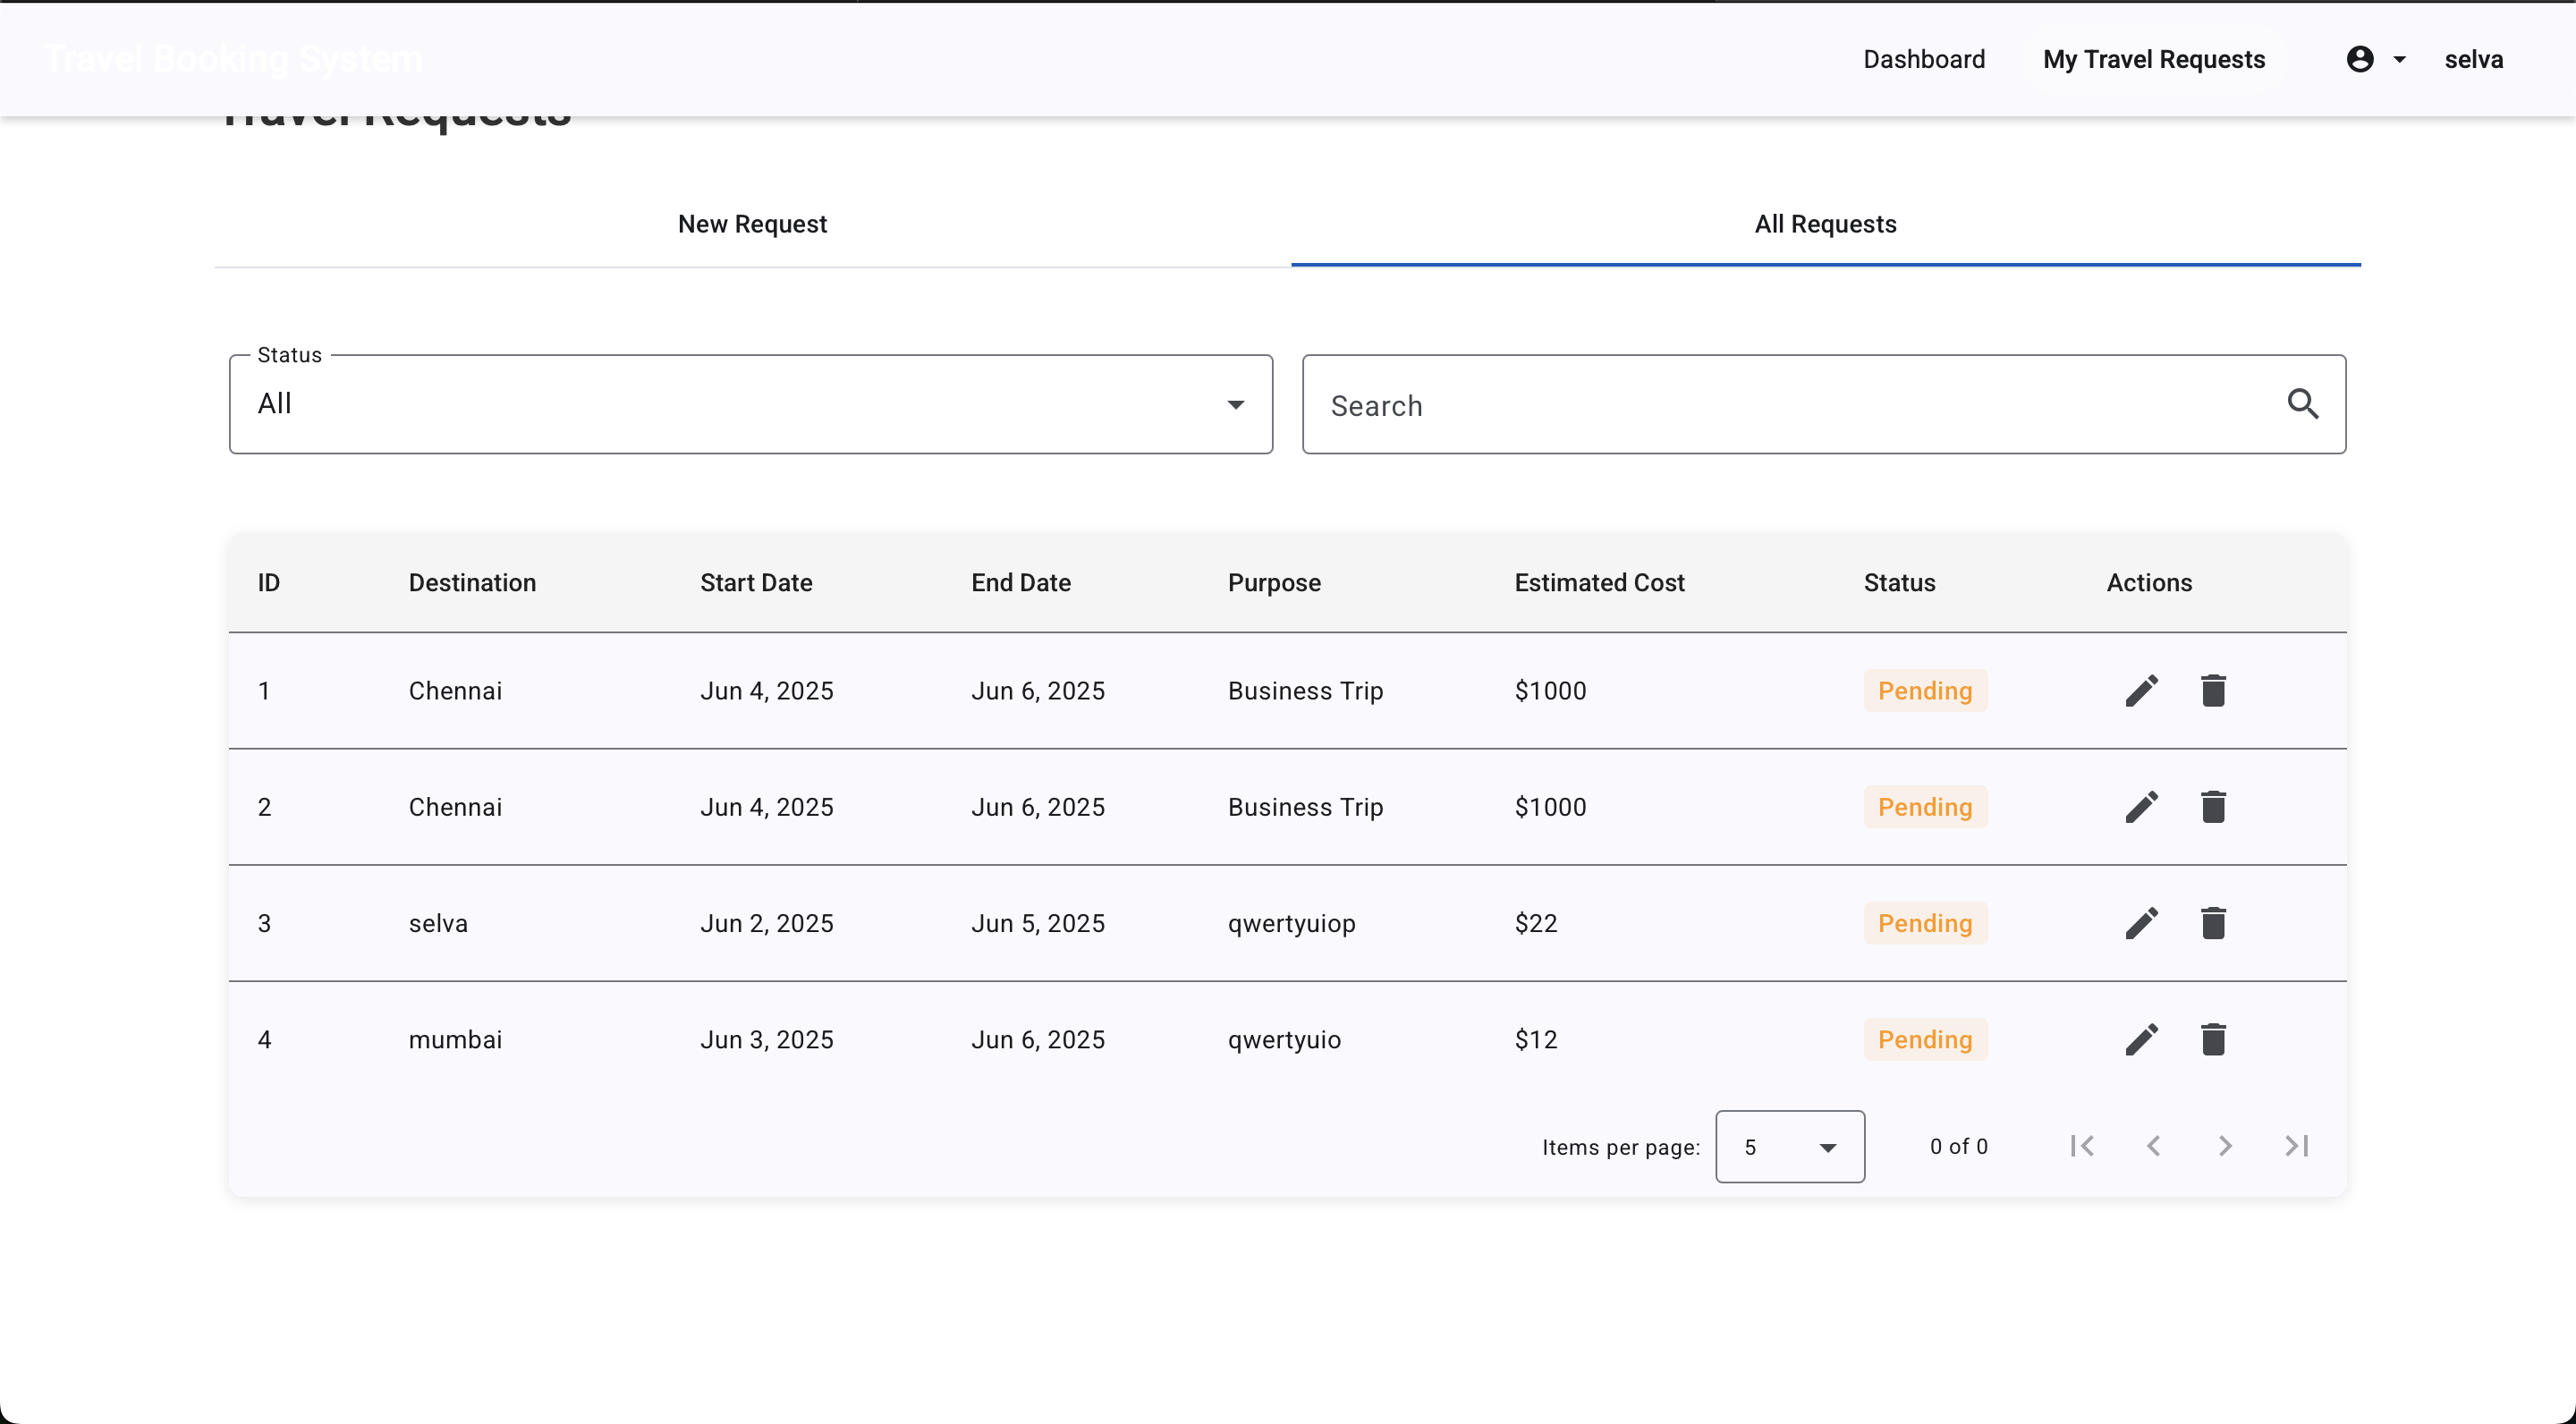 Travel Booking System Dashboard My Travel Requests selva
Travel Requests
New Request All Requests
Status
All Search
ID Destination Start Date End Date Purpose Estimated Cost Status Actions
1 Chennai Jun 4, 2025 Jun 6, 2025 Business Trip $1000 Pending
2 Chennai Jun 4, 2025 Jun 6, 2025 Business Trip $1000 Pending
3 selva Jun 2, 2025 Jun 5, 2025 qwertyuiop $22 Pending
4 mumbai Jun 3, 2025 Jun 6, 2025 qwertyuio $12 Pending
Items per page: 5 0 of 0